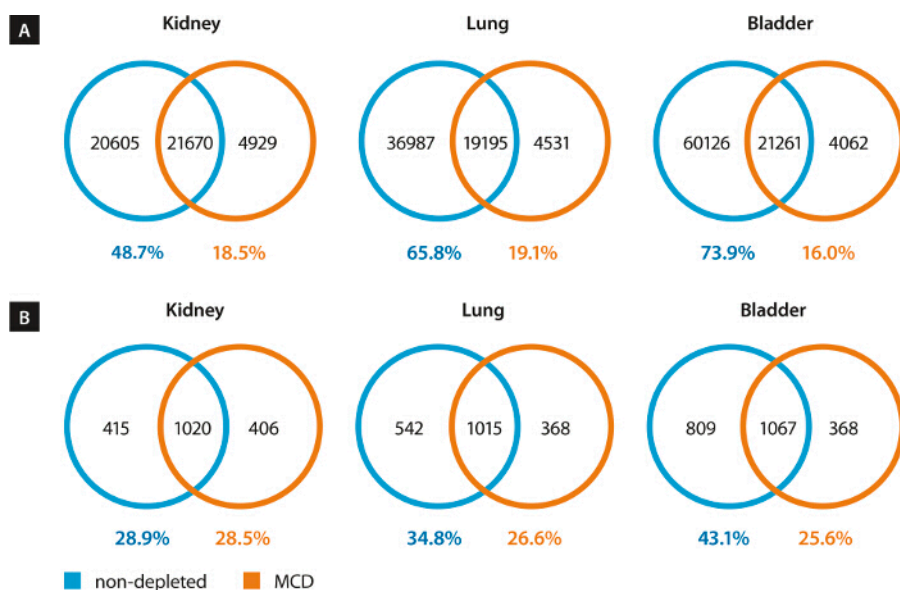 A
Kidney Lung Bladder
20605 21670 4929 36987 19195 4531 60126 21261 4062
48.7% 18.5% 65.8% 19.1% 73.9% 16.0%
B
Kidney Lung Bladder
415 1020 406 542 1015 368 809 1067 368
28.9% 28.5% 34.8% 26.6% 43.1% 25.6%
non-depleted MCD